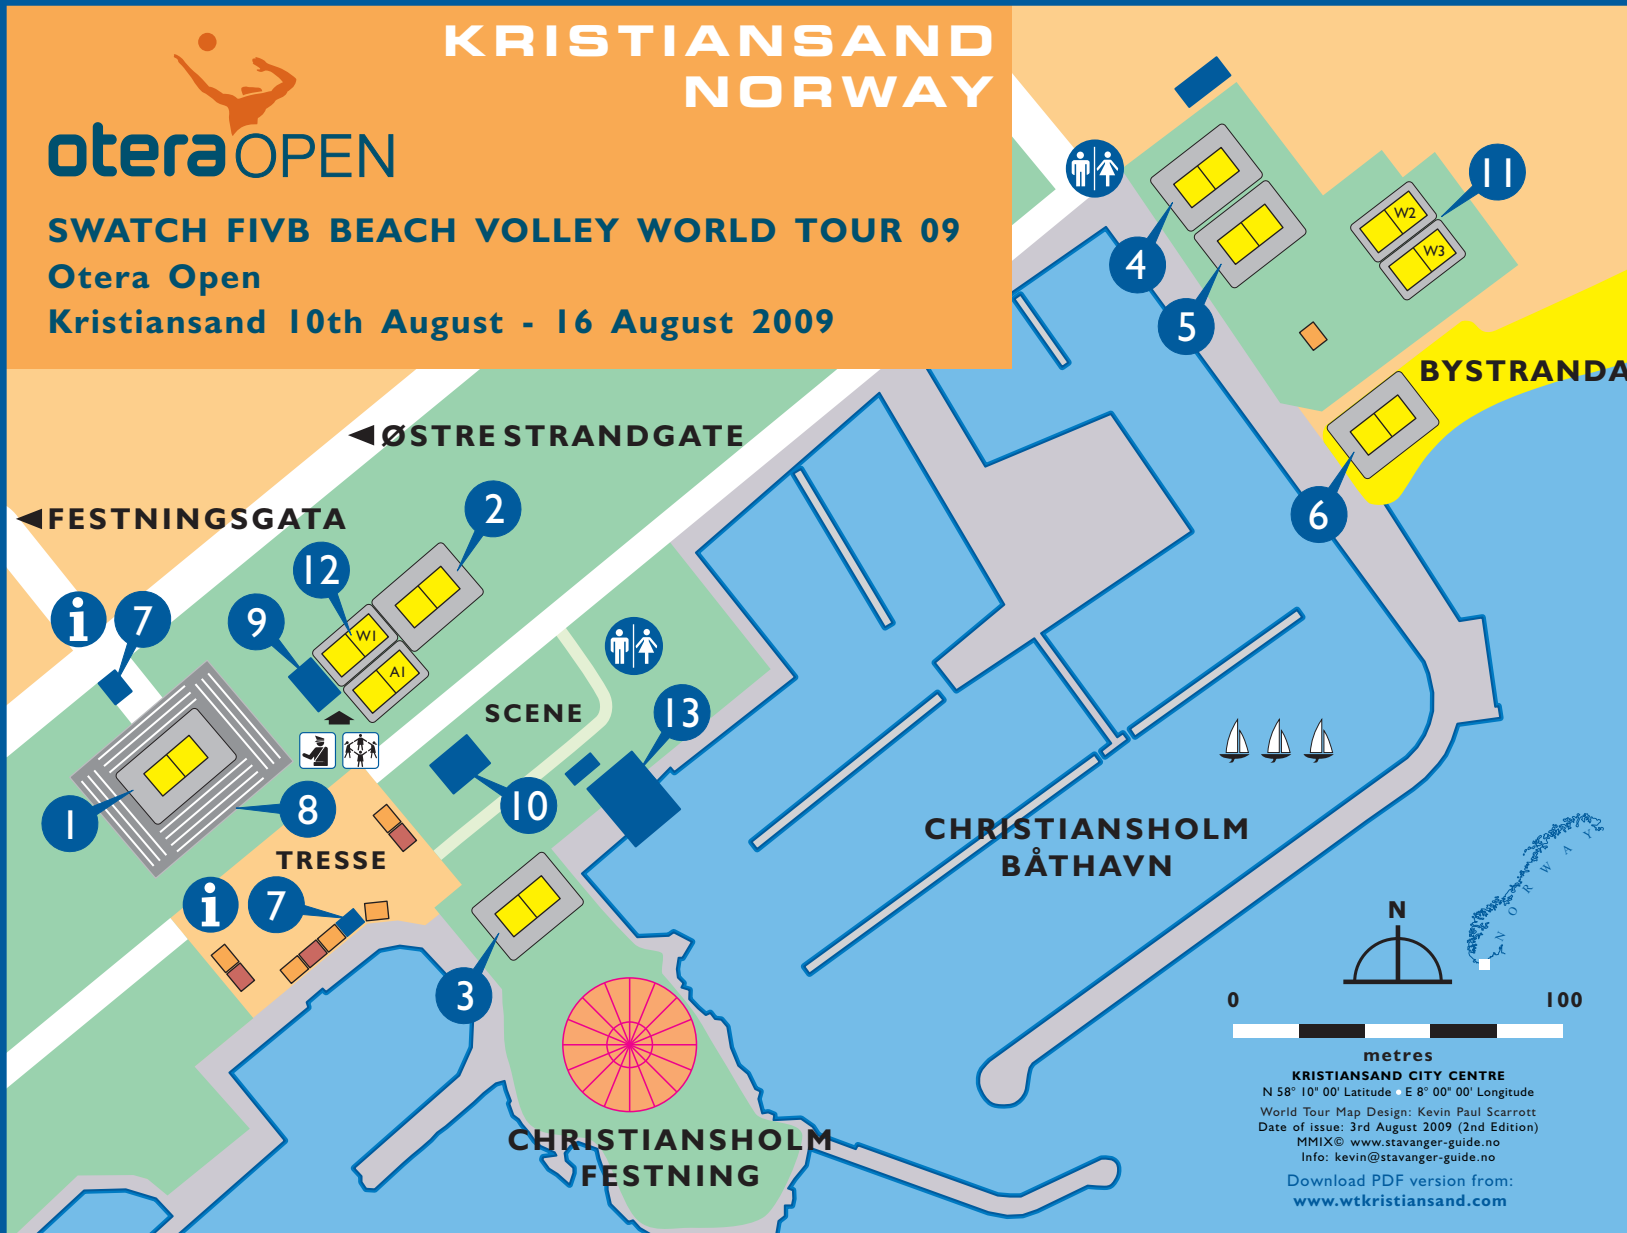 KRISTIANSAND
NORWAY
oteraOPEN
SWATCH FIVB BEACH VOLLEY WORLD TOUR 09
Otera Open
Kristiansand 10th August - 16 August 2009
11
W2
W3
4
5
BYSTRANDA
6
ØSTRE STRANDGATE
FESTNINGSGATA
2
12
i
7
9
W1
A1
SCENE
13
1
8
10
TRESSE
i
7
3
CHRISTIANSHOLM
BÅTHAVN
CHRISTIANSHOLM
FESTNING
NORWAY
N
0
100
metres
KRISTIANSAND CITY CENTRE
N 58° 10" 00' Latitude • E 8° 00" 00' Longitude
World Tour Map Design: Kevin Paul Scarrott
Date of issue: 3rd August 2009 (2nd Edition)
MMIX© www.stavanger-guide.no
Info: kevin@stavanger-guide.no
Download PDF version from:
www.wtkristiansand.com